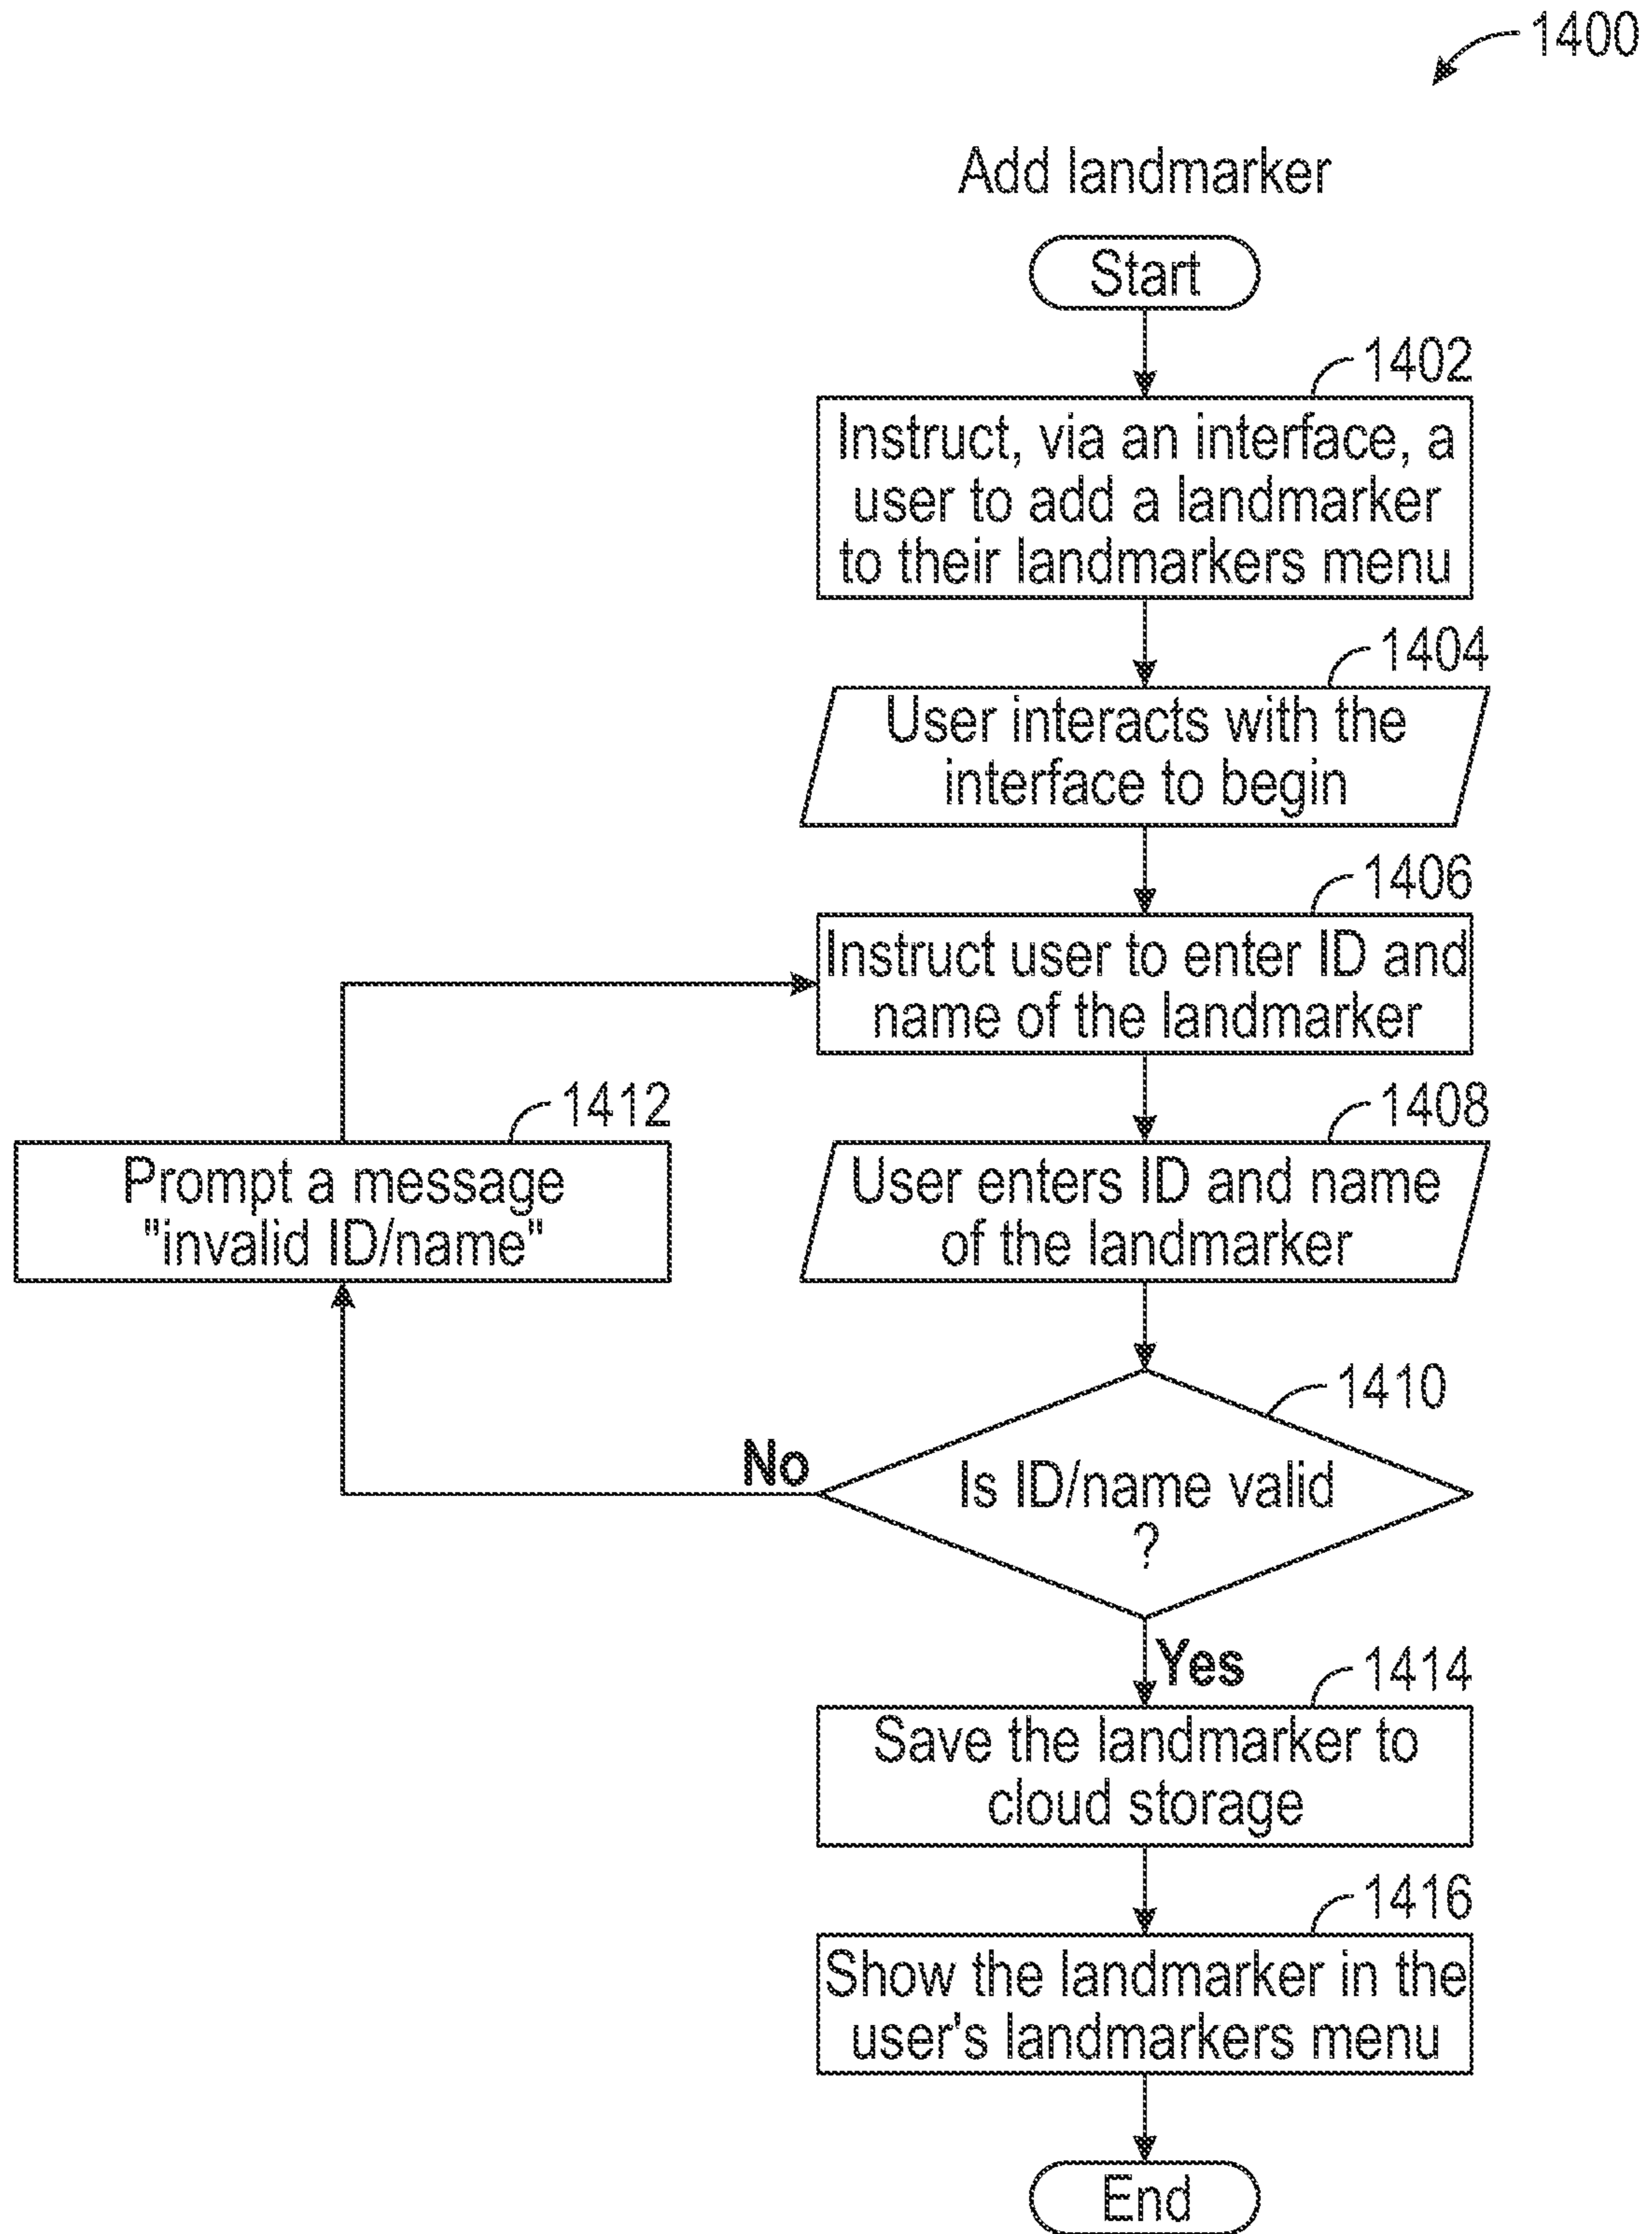 1400
Add landmarker
Start
1402
Instruct, via an interface, a
user to add a landmarker
to their landmarkers menu
1404
User interacts with the
interface to begin
1406
Instruct user to enter ID and
name of the landmarker
1412
Prompt a message
"invalid ID/name"
1408
User enters ID and name
of the landmarker
1410
No
Is ID/name valid
?
Yes
1414
Save the landmarker to
cloud storage
1416
Show the landmarker in the
user's landmarkers menu
End